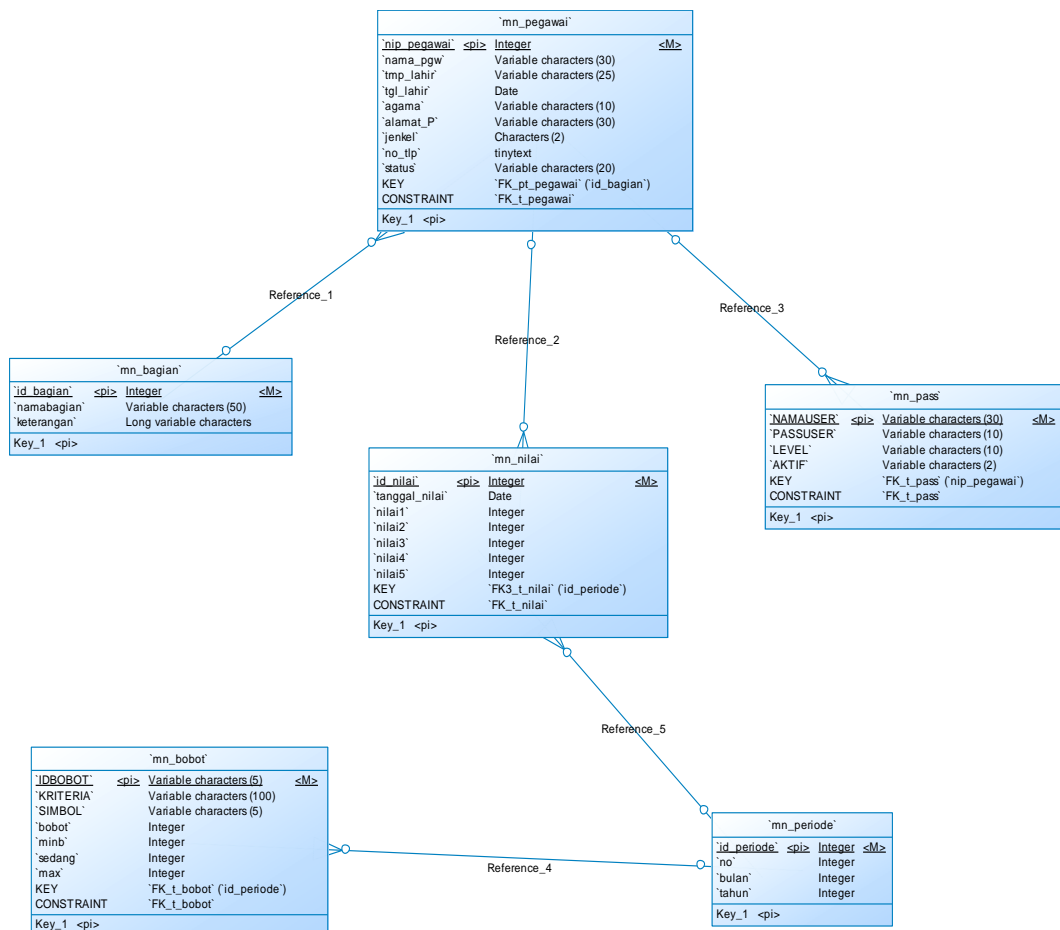 `mn_pegawai`
`nip_pegawai` <pi> Integer <M>
`nama_pgw` Variable characters (30)
`tmp_lahir` Variable characters (25)
`tgl_lahir` Date
`agama` Variable characters (10)
`alamat_P` Variable characters (30)
`jenkel` Characters (2)
`no_tlp` tinytext
`status` Variable characters (20)
KEY `FK_pt_pegawai` (`id_bagian`)
CONSTRAINT `FK_t_pegawai`
Key_1 <pi>
Reference_1
Reference_2
Reference_3
`mn_bagian`
`id_bagian` <pi> Integer <M>
`namabagian` Variable characters (50)
`keterangan` Long variable characters
Key_1 <pi>
`mn_pass`
`NAMAUSER` <pi> Variable characters (30) <M>
`PASSUSER` Variable characters (10)
`LEVEL` Variable characters (10)
`AKTIF` Variable characters (2)
KEY `FK_t_pass` (`nip_pegawai`)
CONSTRAINT `FK_t_pass`
Key_1 <pi>
`mn_nilai`
`id_nilai` <pi> Integer <M>
`tanggal_nilai` Date
`nilai1` Integer
`nilai2` Integer
`nilai3` Integer
`nilai4` Integer
`nilai5` Integer
KEY `FK3_t_nilai` (`id_periode`)
CONSTRAINT `FK_t_nilai`
Key_1 <pi>
Reference_5
`mn_bobot`
`IDBOBOT` <pi> Variable characters (5) <M>
`KRITERIA` Variable characters (100)
`SIMBOL` Variable characters (5)
`bobot` Integer
`minb` Integer
`sedang` Integer
`max` Integer
KEY `FK_t_bobot` (`id_periode`)
CONSTRAINT `FK_t_bobot`
Key_1 <pi>
Reference_4
`mn_periode`
`id_periode` <pi> Integer <M>
`no` Integer
`bulan` Integer
`tahun` Integer
Key_1 <pi>